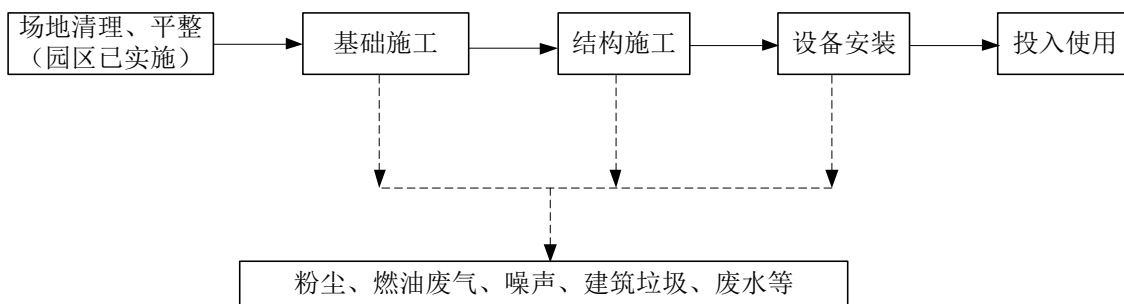 场地清理、平整
（园区已实施）
基础施工
结构施工
设备安装
投入使用
粉尘、燃油废气、噪声、建筑垃圾、废水等